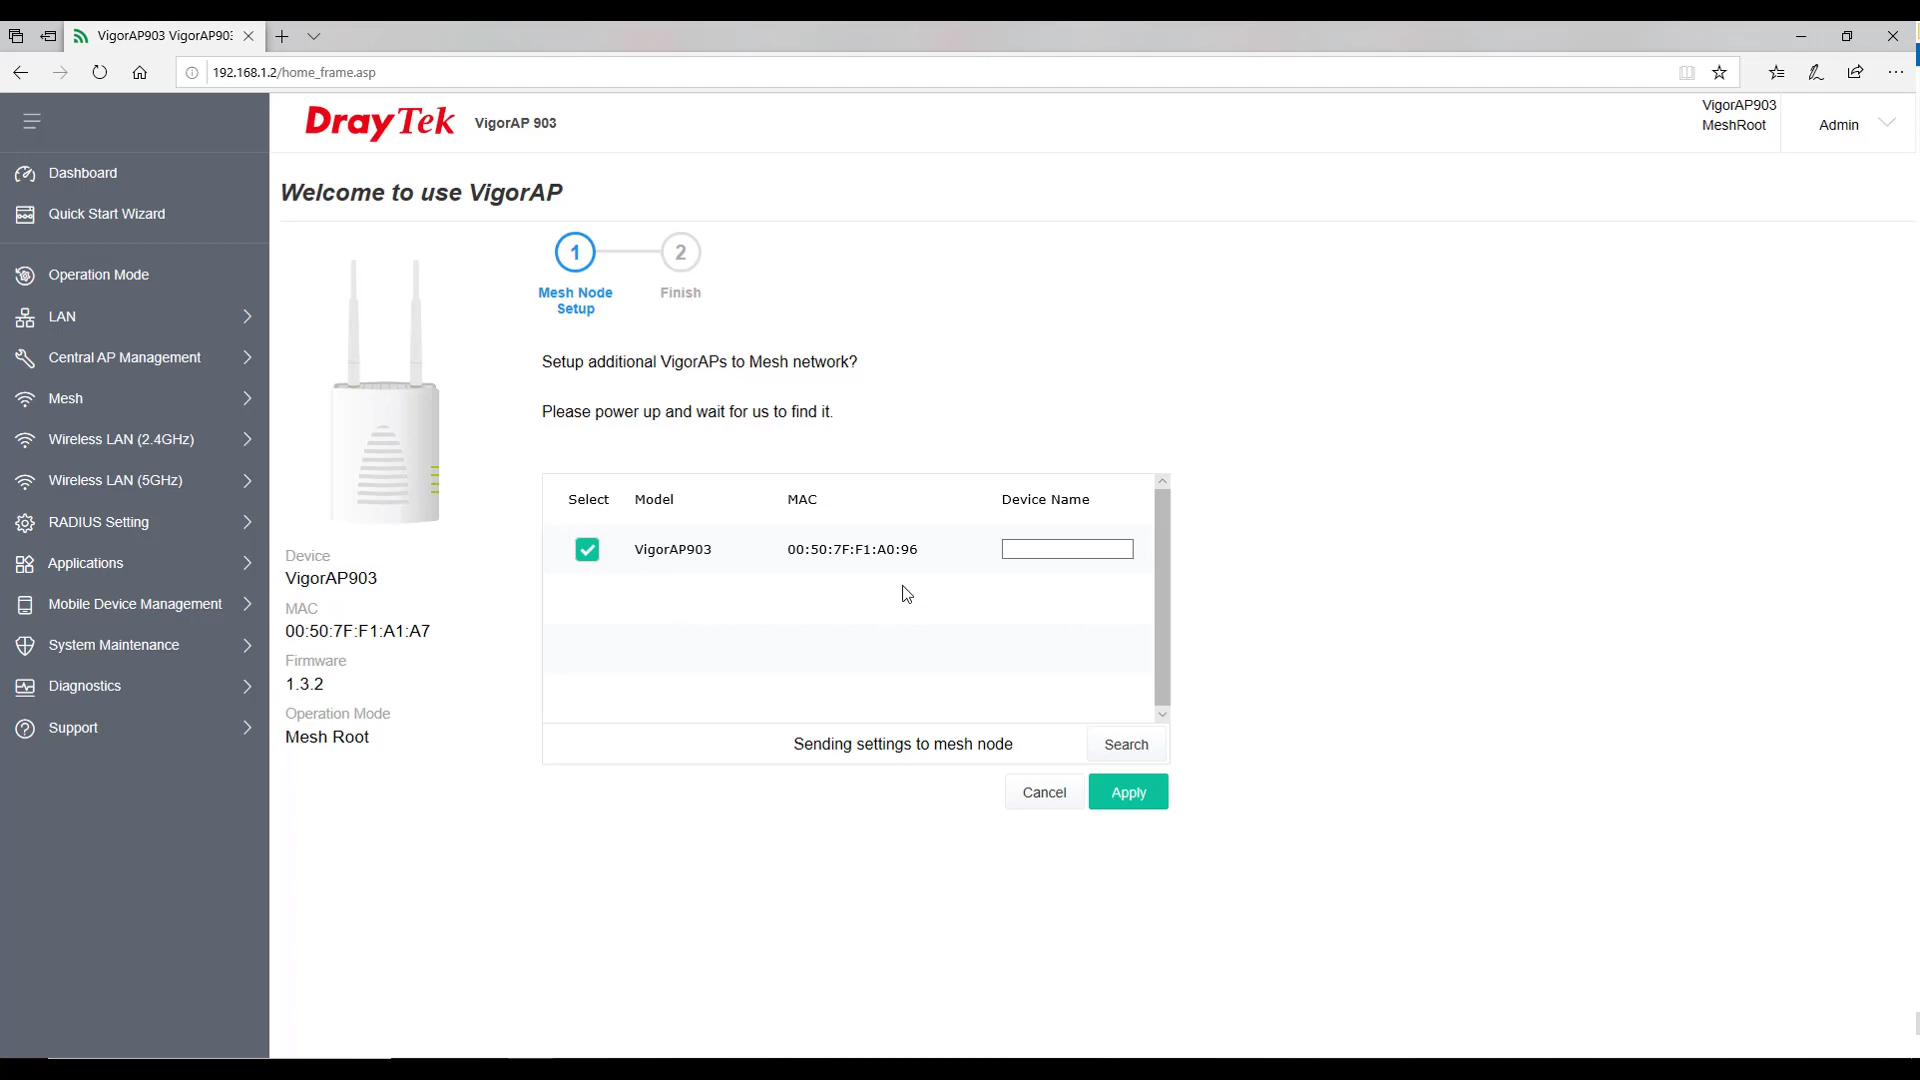 VigorAP903 VigorAP903
192.168.1.2/home_frame.asp
DrayTek
VigorAP 903
VigorAP903
MeshRoot
Admin
Dashboard
Quick Start Wizard
Operation Mode
LAN
Central AP Management
Mesh
Wireless LAN (2.4GHz)
Wireless LAN (5GHz)
RADIUS Setting
Applications
Mobile Device Management
System Maintenance
Diagnostics
Support
Welcome to use VigorAP
1
2
Mesh Node
Setup
Finish
Device
VigorAP903
MAC
00:50:7F:F1:A1:A7
Firmware
1.3.2
Operation Mode
Mesh Root
Setup additional VigorAPs to Mesh network?
Please power up and wait for us to find it.
Select Model MAC Device Name
VigorAP903 00:50:7F:F1:A0:96
Sending settings to mesh node
Search
Cancel
Apply